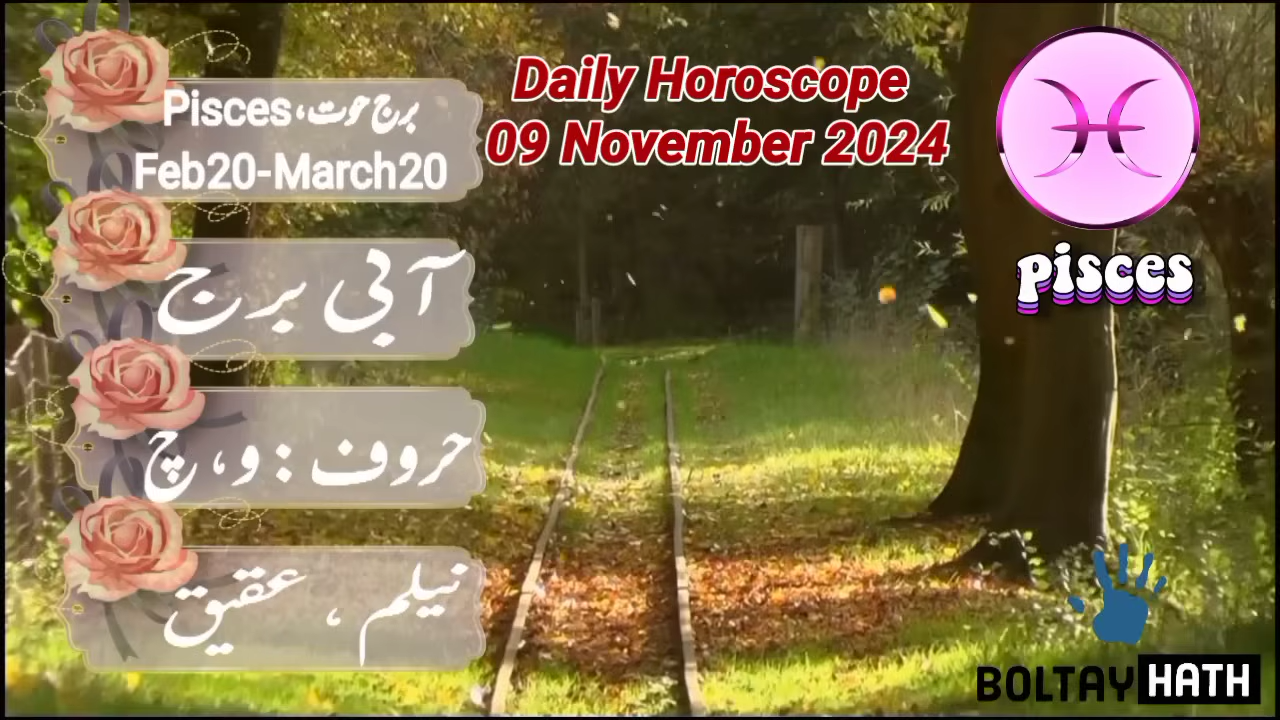 Daily Horoscope
09 November 2024
برج حوت، Pisces
Feb20-March20
آبی برج
حروف : و، چ
نیلم ، عقیق
pisces
BOLTAY HATH